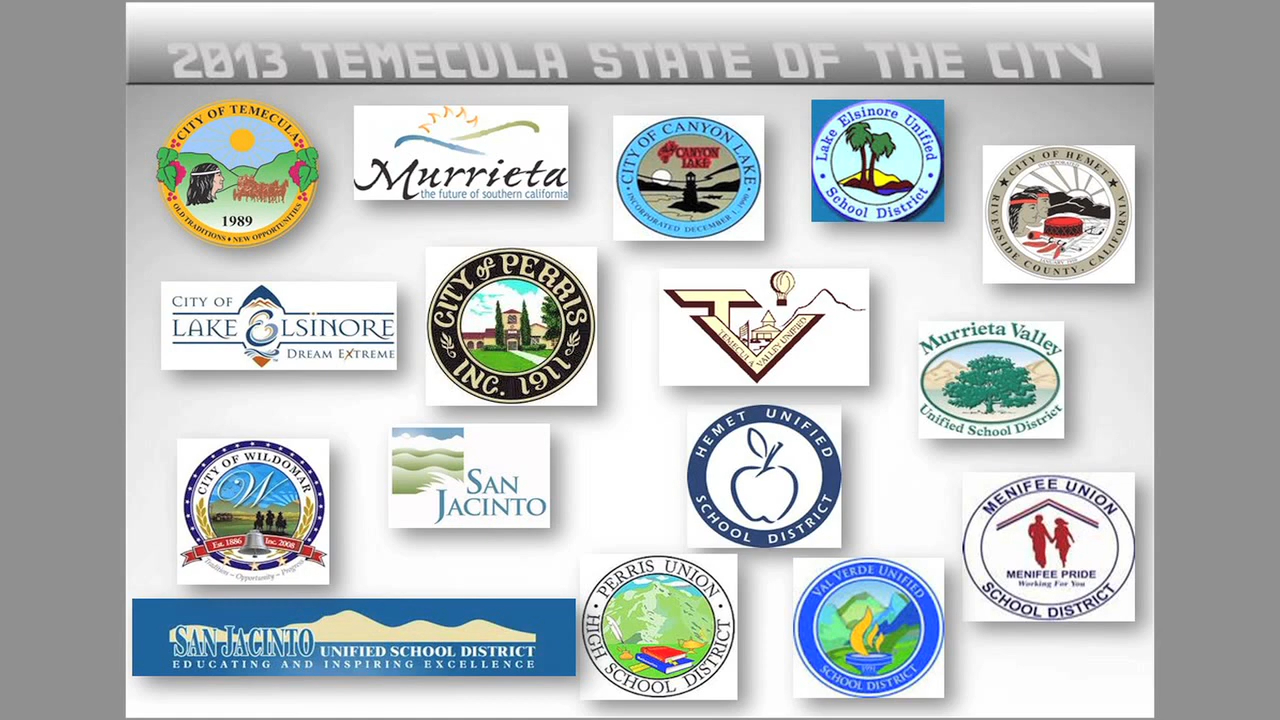 2013 TEMECULA STATE OF THE CITY
CITY OF TEMECULA
1989
OLD TRADITIONS • NEW OPPORTUNITIES
Murrieta
the future of southern california
CITY OF CANYON LAKE
CANYON
LAKE
INCORPORATED DECEMBER 1, 1990
Lake Elsinore Unified
School District
CITY OF HEMET
INCORPORATED
RIVERSIDE COUNTY, CALIFORNIA
CITY OF
LAKE ELSINORE
DREAM EXTREME
CITY of PERRIS
INC. 1911
TV
TEMECULA VALLEY UNIFIED
Murrieta Valley
Unified School District
CITY OF WILDOMAR
W
Est. 1886 Inc. 2008
Tradition ~ Opportunity ~ Progress
SAN
JACINTO
HEMET UNIFIED
SCHOOL DISTRICT
MENIFEE UNION
MENIFEE PRIDE
Working For You
SCHOOL DISTRICT
SAN JACINTO UNIFIED SCHOOL DISTRICT
EDUCATING AND INSPIRING EXCELLENCE
PERRIS UNION
HIGH SCHOOL DISTRICT
VAL VERDE UNIFIED
SCHOOL DISTRICT